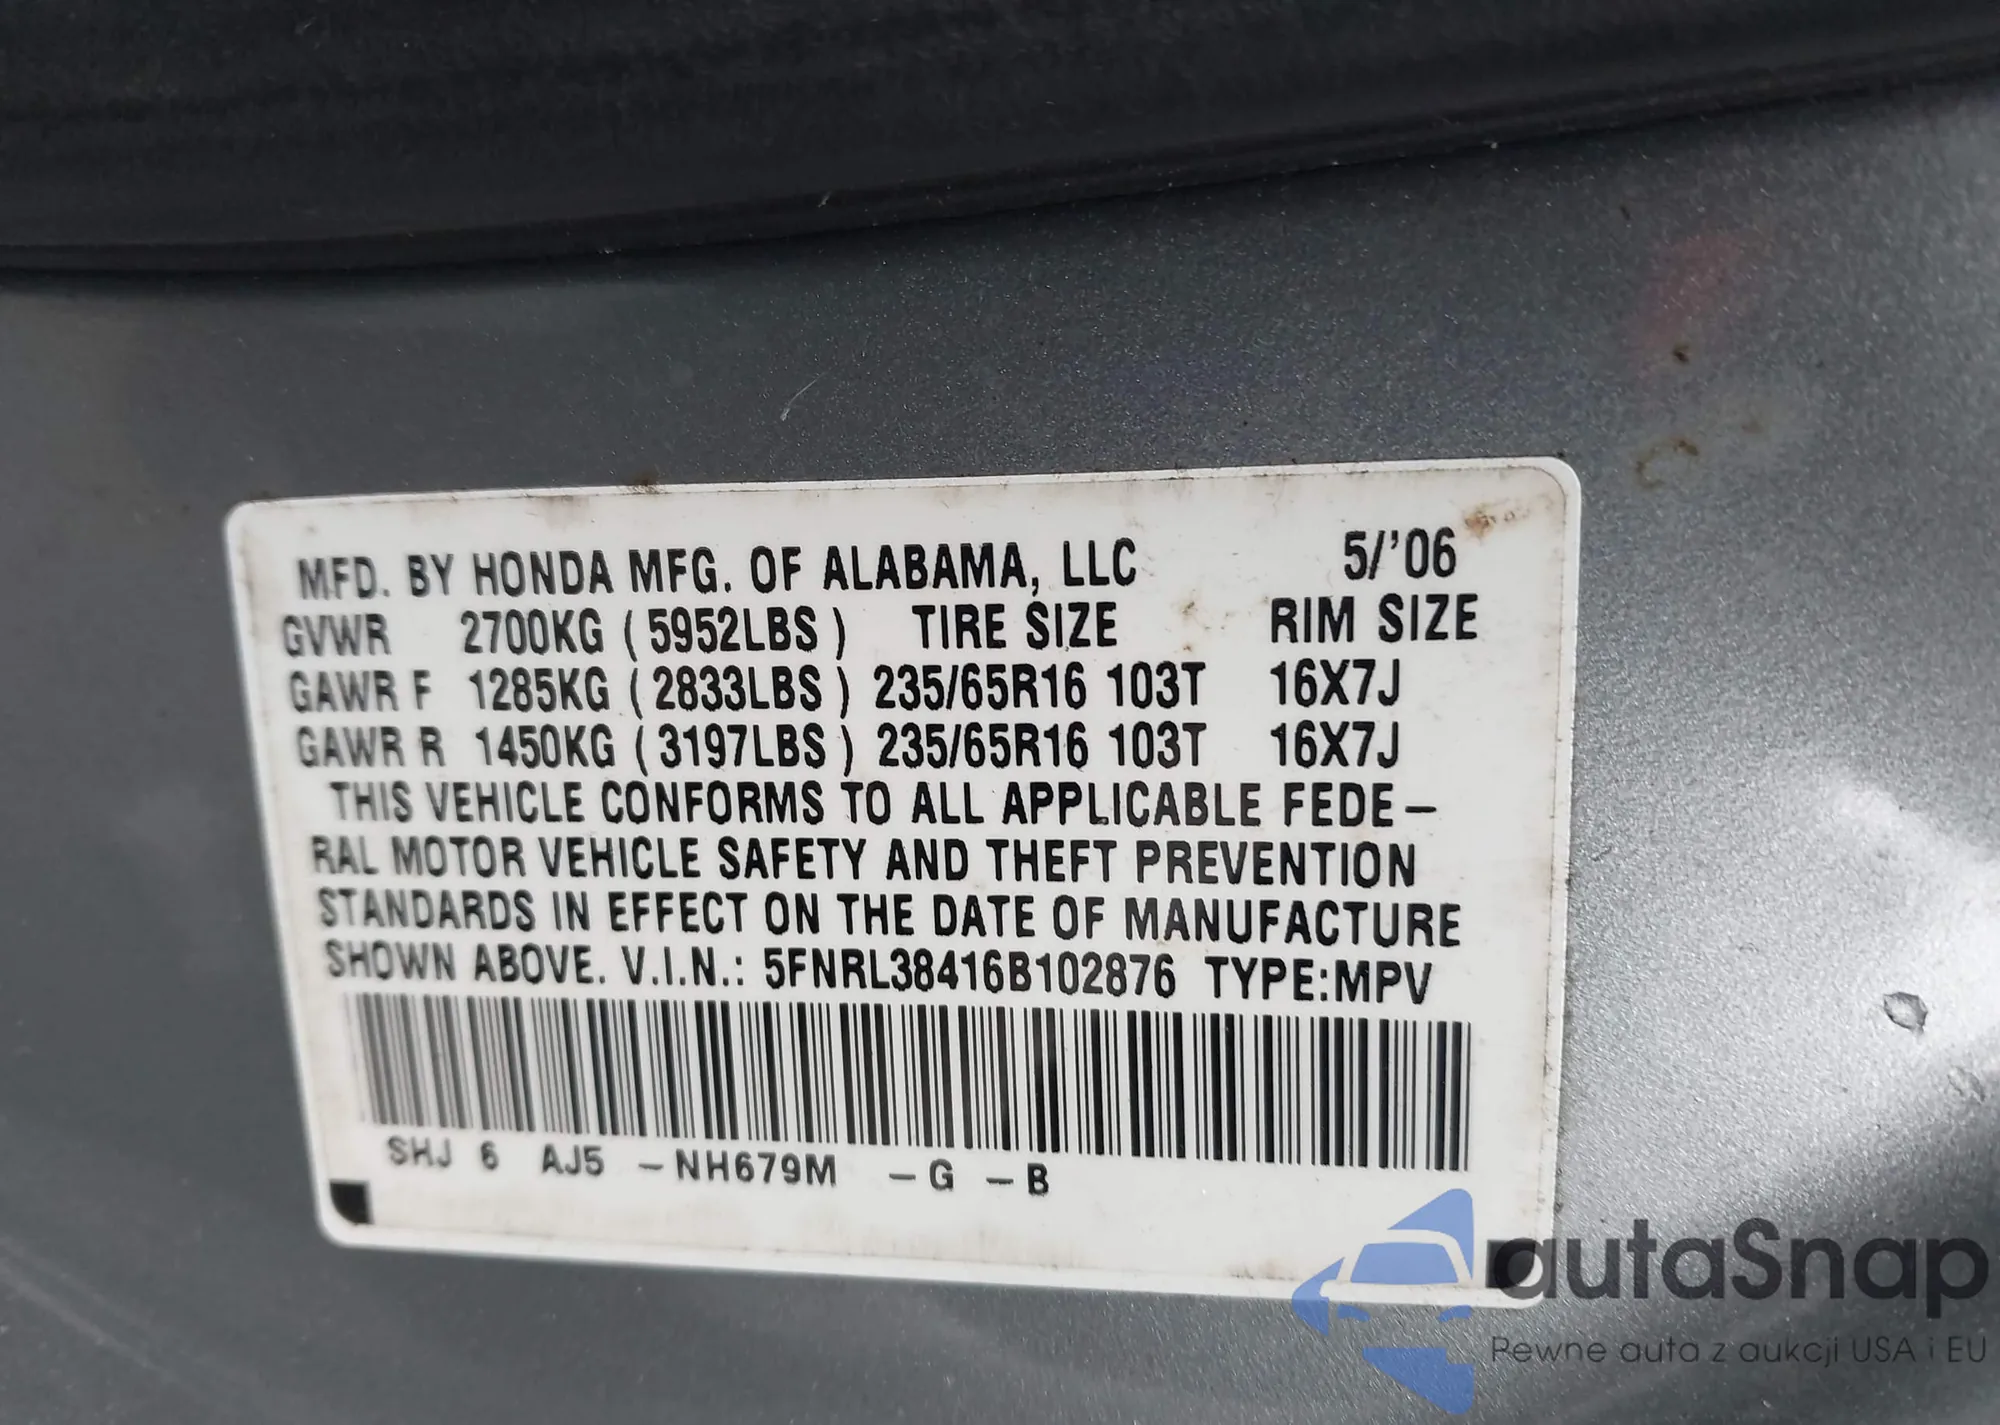 MFD. BY HONDA MFG. OF ALABAMA, LLC 5/'06
GVWR 2700KG ( 5952LBS ) TIRE SIZE RIM SIZE
GAWR F 1285KG ( 2833LBS ) 235/65R16 103T 16X7J
GAWR R 1450KG ( 3197LBS ) 235/65R16 103T 16X7J
THIS VEHICLE CONFORMS TO ALL APPLICABLE FEDE-
RAL MOTOR VEHICLE SAFETY AND THEFT PREVENTION
STANDARDS IN EFFECT ON THE DATE OF MANUFACTURE
SHOWN ABOVE. V.I.N.: 5FNRL38416B102876 TYPE:MPV
SHJ 6 AJ5 -NH679M -G -B
autaSnap
Pewne auta z aukcji USA i EU